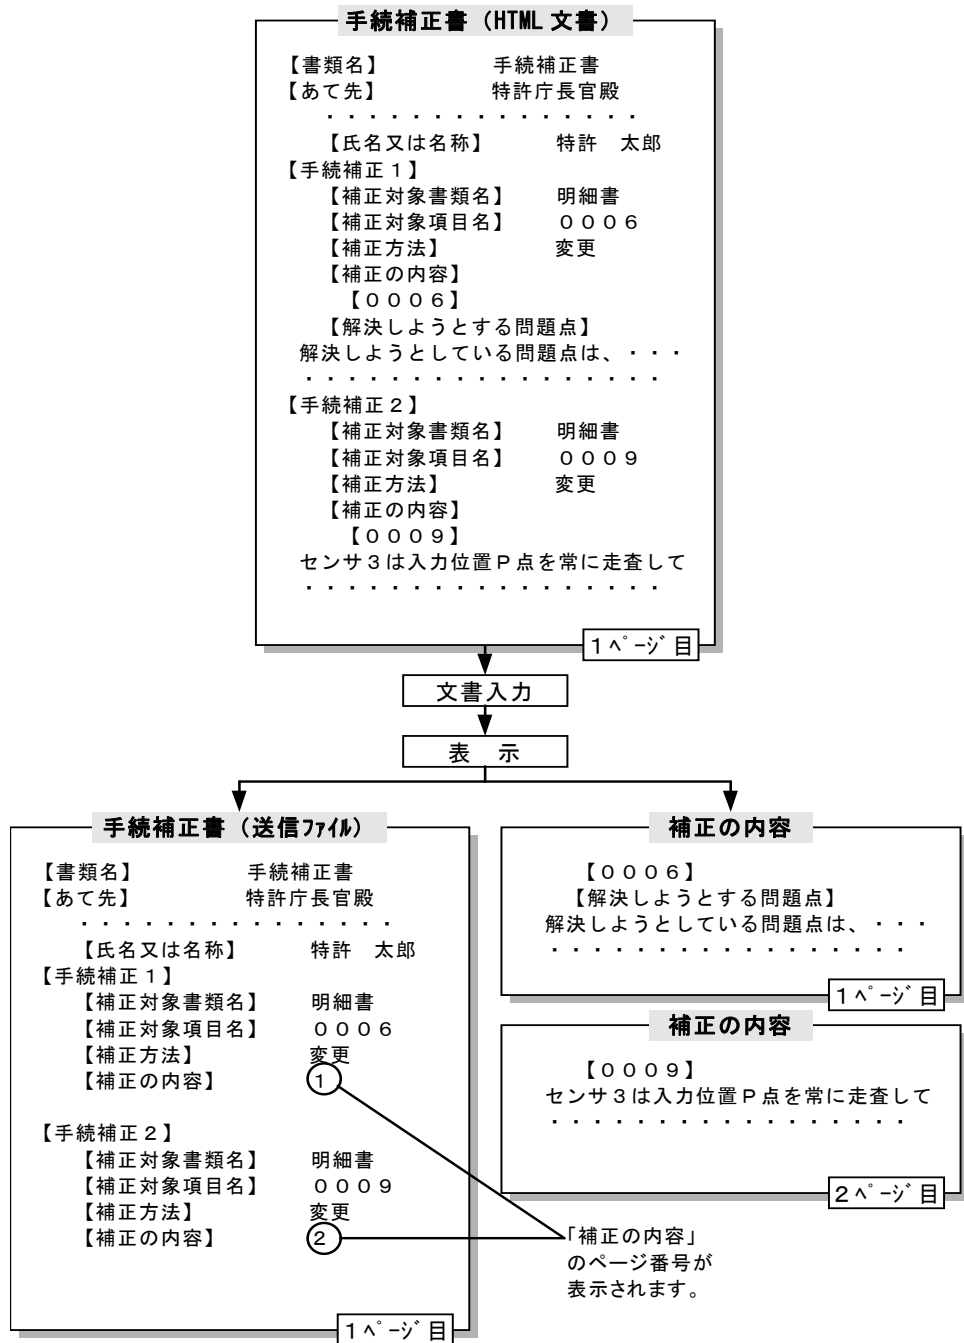 手続補正書（HTML文書）
【書類名】　　　　　手続補正書
【あて先】　　　　　特許庁長官殿
・・・・・・・・・・・・・・・
【氏名又は名称】　　　特許　太郎
【手続補正１】
【補正対象書類名】　　明細書
【補正対象項目名】　　０００６
【補正方法】　　　　　変更
【補正の内容】
【０００６】
【解決しようとする問題点】
解決しようとしている問題点は、・・・
・・・・・・・・・・・・・・・・・
【手続補正２】
【補正対象書類名】　　明細書
【補正対象項目名】　　０００９
【補正方法】　　　　　変更
【補正の内容】
【０００９】
センサ３は入力位置Ｐ点を常に走査して
・・・・・・・・・・・・・・・・・
１ﾍﾟｰｼﾞ目
文書入力
表　示
手続補正書（送信ﾌｧｲﾙ）
【書類名】　　　　　手続補正書
【あて先】　　　　　特許庁長官殿
・・・・・・・・・・・・・・・
【氏名又は名称】　　　特許　太郎
【手続補正１】
【補正対象書類名】　　明細書
【補正対象項目名】　　０００６
【補正方法】　　　　　変更
【補正の内容】　　　　１
【手続補正２】
【補正対象書類名】　　明細書
【補正対象項目名】　　０００９
【補正方法】　　　　　変更
【補正の内容】　　　　２
１ﾍﾟｰｼﾞ目
補正の内容
【０００６】
【解決しようとする問題点】
解決しようとしている問題点は、・・・
・・・・・・・・・・・・・・・・・
１ﾍﾟｰｼﾞ目
補正の内容
【０００９】
センサ３は入力位置Ｐ点を常に走査して
・・・・・・・・・・・・・・・・・
２ﾍﾟｰｼﾞ目
「補正の内容」
のページ番号が
表示されます。